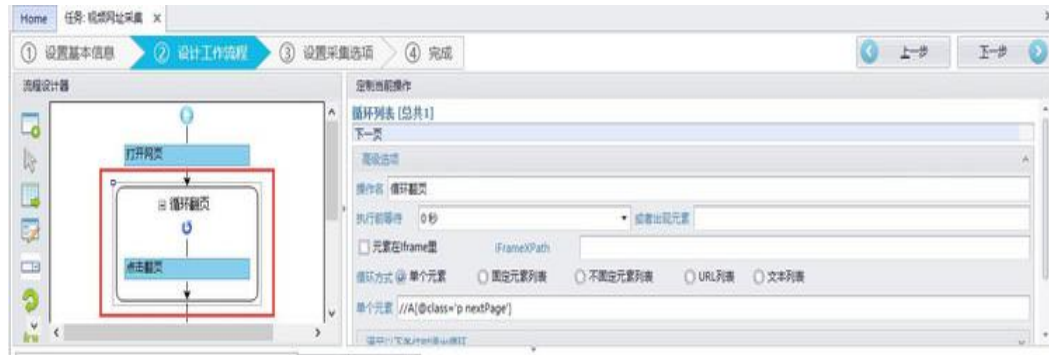 Home 任务: 视频网址采集 ×
① 设置基本信息 ② 设计工作流程 ③ 设置采集选项 ④ 完成 上一步 下一步
流程设计器 定制当前操作
循环列表 [总共1]
下一页
高级选项
打开网页
操作名 循环翻页
循环翻页
执行前等待 0秒 或者出现元素
元素在Iframe里 IFrameXPath
点击翻页
循环方式 单个元素 固定元素列表 不固定元素列表 URL列表 文本列表
单个元素 //A[@class='p nextPage']